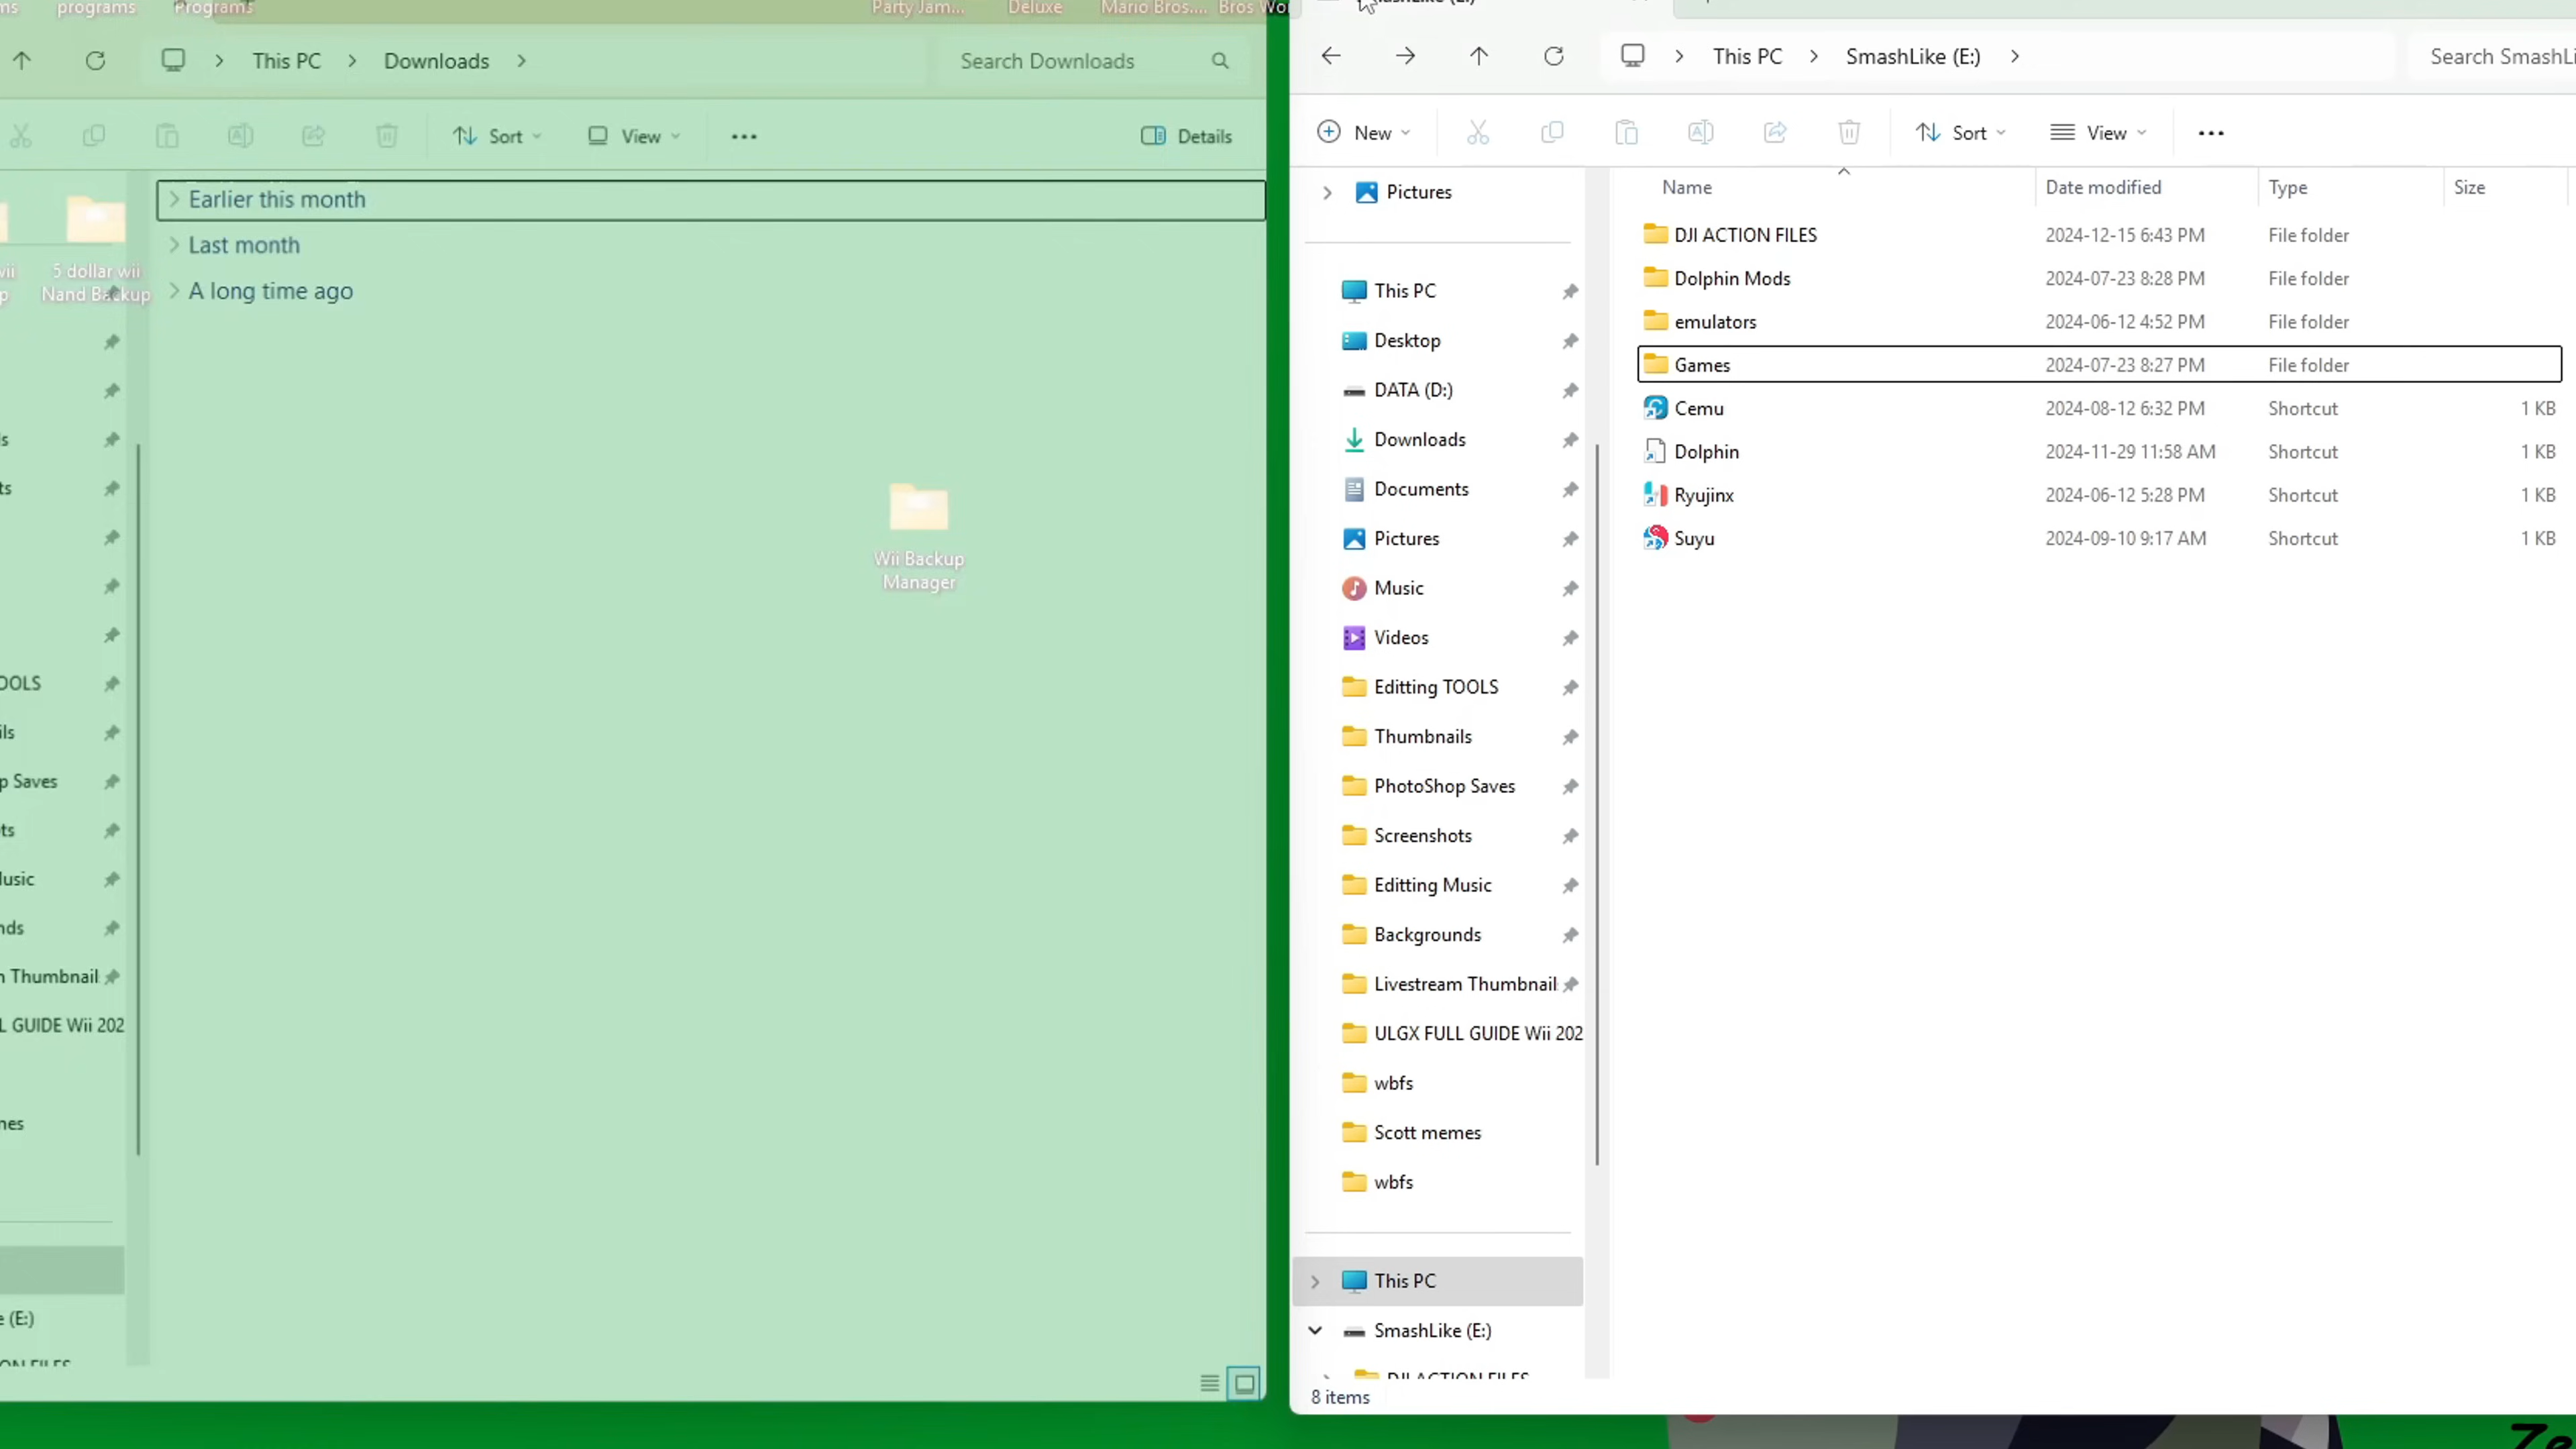 programs
Programs
Party Jam...
Deluxe
Mario Bros....
This PC > Downloads >
Search Downloads
Sort
View
...
Details
Earlier this month
Last month
A long time ago
5 dollar wii
Nand Backup
Wii Backup
Manager
OOLS
p Saves
n Thumbnail
L GUIDE Wii 202
e (E:)
This PC > SmashLike (E:) >
Search SmashLi
New
Sort
View
...
Name Date modified Type Size
DJI ACTION FILES 2024-12-15 6:43 PM File folder
Dolphin Mods 2024-07-23 8:28 PM File folder
emulators 2024-06-12 4:52 PM File folder
Games 2024-07-23 8:27 PM File folder
Cemu 2024-08-12 6:32 PM Shortcut 1 KB
Dolphin 2024-11-29 11:58 AM Shortcut 1 KB
Ryujinx 2024-06-12 5:28 PM Shortcut 1 KB
Suyu 2024-09-10 9:17 AM Shortcut 1 KB
Pictures
This PC
Desktop
DATA (D:)
Downloads
Documents
Pictures
Music
Videos
Editting TOOLS
Thumbnails
PhotoShop Saves
Screenshots
Editting Music
Backgrounds
Livestream Thumbnail
ULGX FULL GUIDE Wii 202
wbfs
Scott memes
wbfs
This PC
SmashLike (E:)
DJI ACTION FILES
8 items